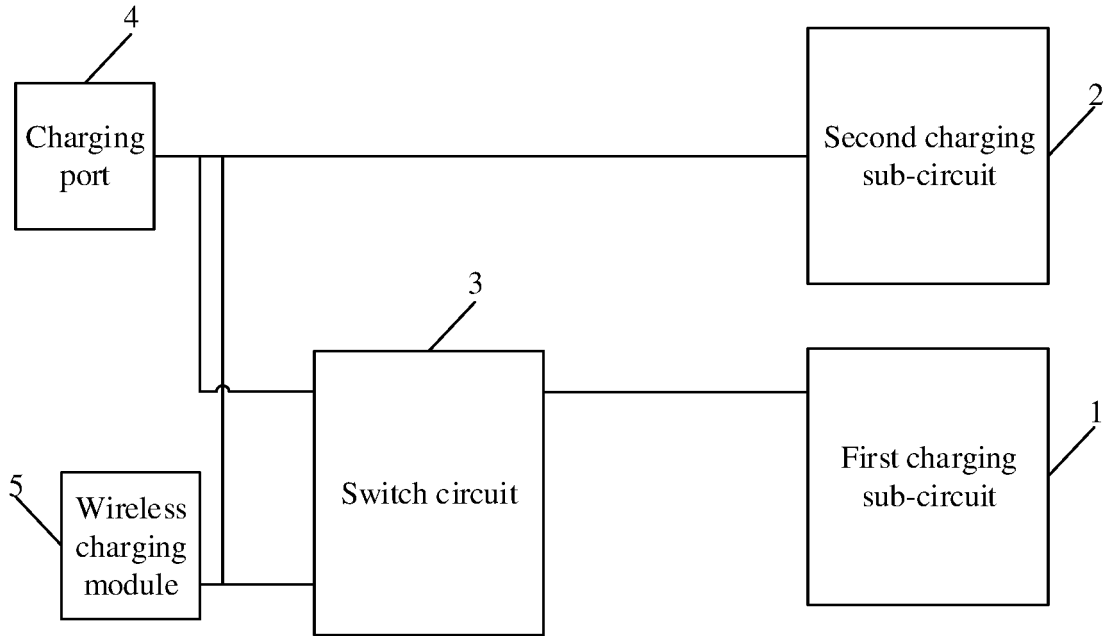 4
Charging
port
Second charging
sub-circuit
2
3
Switch circuit
First charging
sub-circuit
1
5
Wireless
charging
module